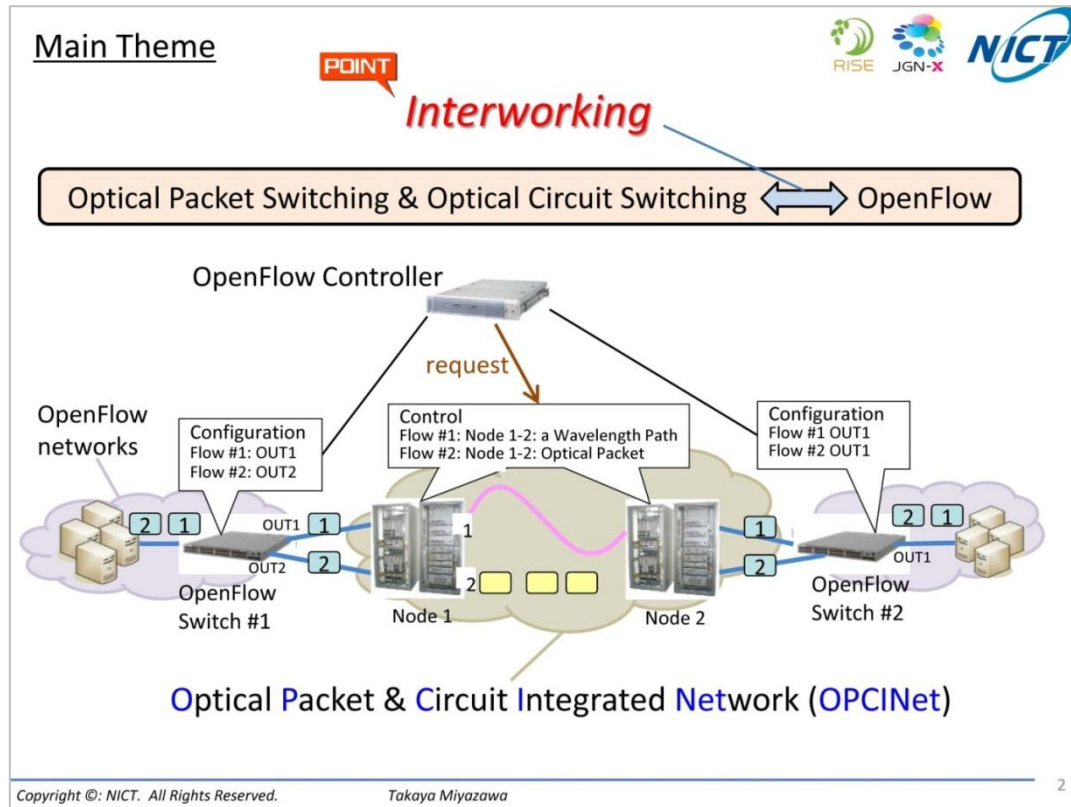 Main Theme
POINT
RISE
JGN-X
NICT
Interworking
Optical Packet Switching & Optical Circuit Switching
OpenFlow
OpenFlow Controller
request
OpenFlow
networks
Configuration
Flow #1: OUT1
Flow #2: OUT2
Control
Flow #1: Node 1-2: a Wavelength Path
Flow #2: Node 1-2: Optical Packet
Configuration
Flow #1 OUT1
Flow #2 OUT1
2 1
OUT1
1
1
1
2 1
OUT2
2
2
2
OUT1
OpenFlow
Switch #1
Node 1
Node 2
OpenFlow
Switch #2
Optical Packet & Circuit Integrated Network (OPCINet)
Copyright ©: NICT. All Rights Reserved.
Takaya Miyazawa
2